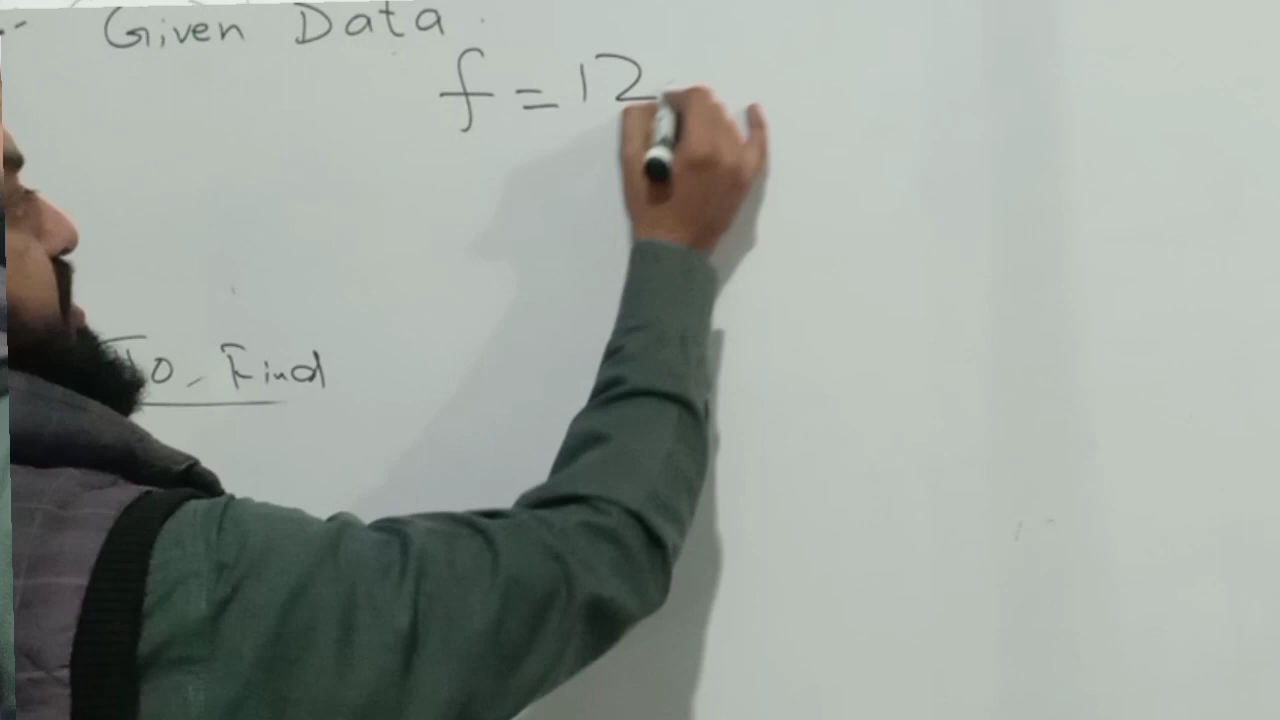 Given Data
f = 12
To Find